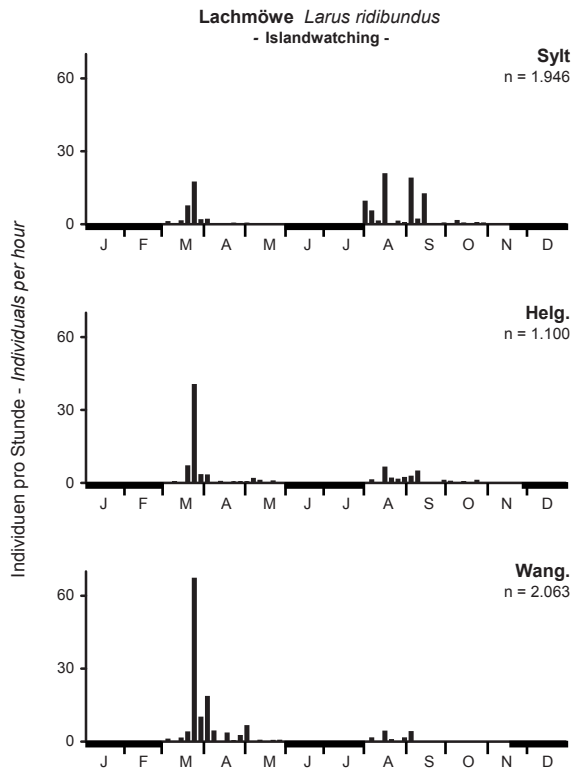 Lachmöwe Larus ridibundus
- Islandwatching -
Individuen pro Stunde - Individuals per hour
Sylt
n = 1.946
60
30
0
J F M A M J J A S O N D
Helg.
n = 1.100
60
30
0
J F M A M J J A S O N D
Wang.
n = 2.063
60
30
0
J F M A M J J A S O N D